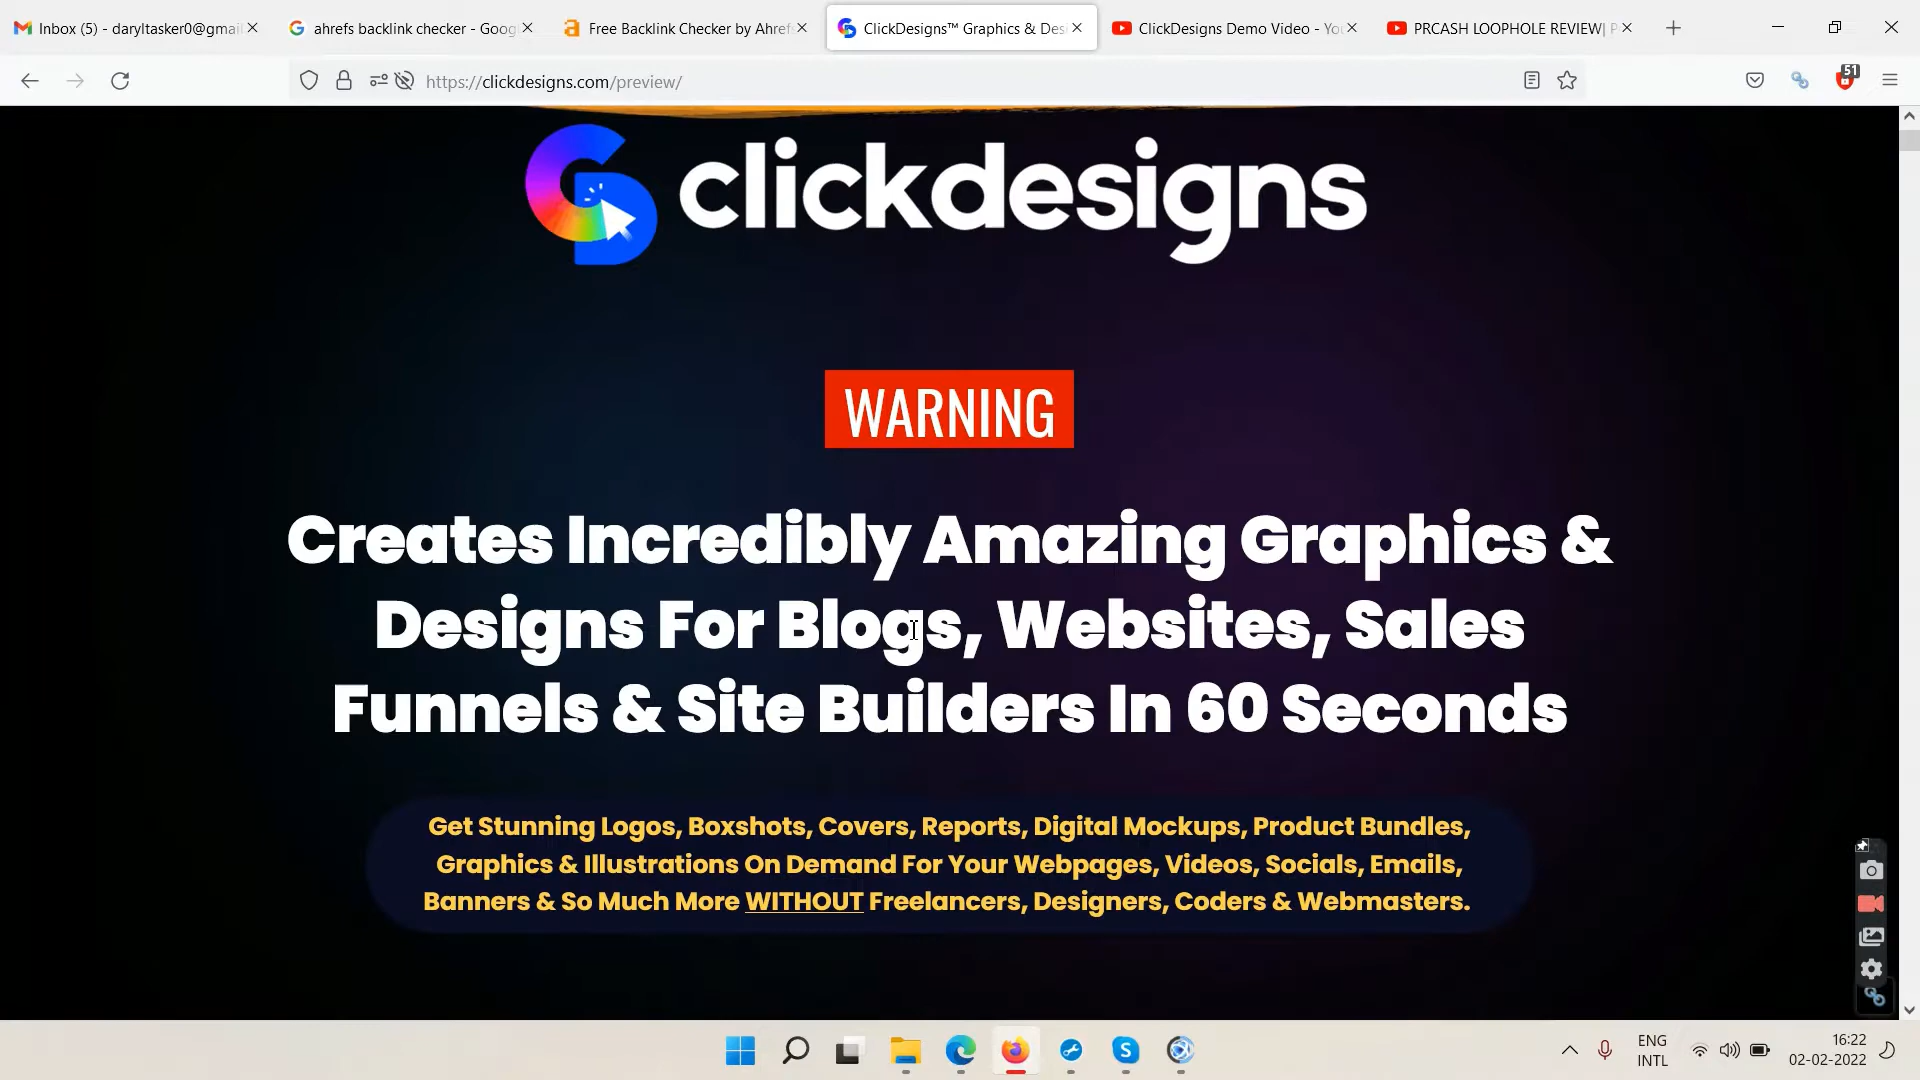 Inbox (5) - daryltasker0@gmai
ahrefs backlink checker - Goog
Free Backlink Checker by Ahrefs
ClickDesigns™ Graphics & Des
ClickDesigns Demo Video - You
PRCASH LOOPHOLE REVIEW| P
https://clickdesigns.com/preview/
51
clickdesigns
WARNING
Creates Incredibly Amazing Graphics &
Designs For Blogs, Websites, Sales
Funnels & Site Builders In 60 Seconds
Get Stunning Logos, Boxshots, Covers, Reports, Digital Mockups, Product Bundles,
Graphics & Illustrations On Demand For Your Webpages, Videos, Socials, Emails,
Banners & So Much More WITHOUT Freelancers, Designers, Coders & Webmasters.
ENG
INTL
16:22
02-02-2022